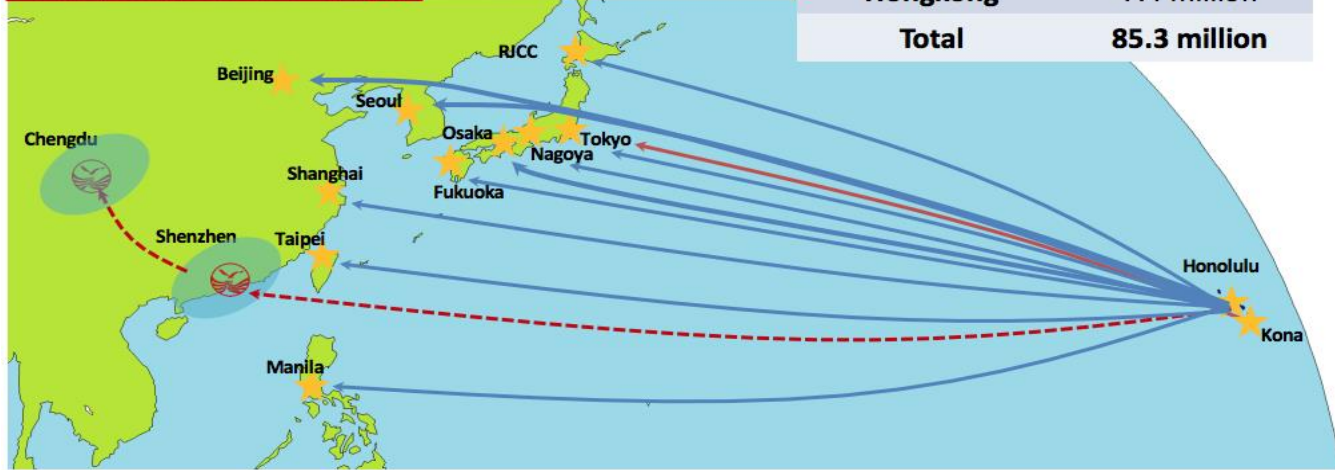 Total 85.3 million
RJCC
Beijing
Seoul
Chengdu
Osaka
Tokyo
Nagoya
Shanghai
Fukuoka
Shenzhen
Taipei
Honolulu
Kona
Manila